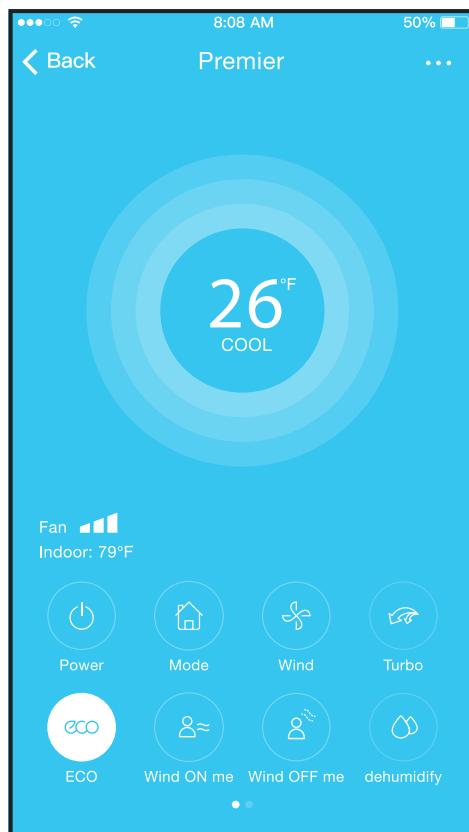 8:08 AM 50%
Back Premier
26°F
COOL
Fan
Indoor: 79°F
Power Mode Wind Turbo
eco
ECO Wind ON me Wind OFF me dehumidify